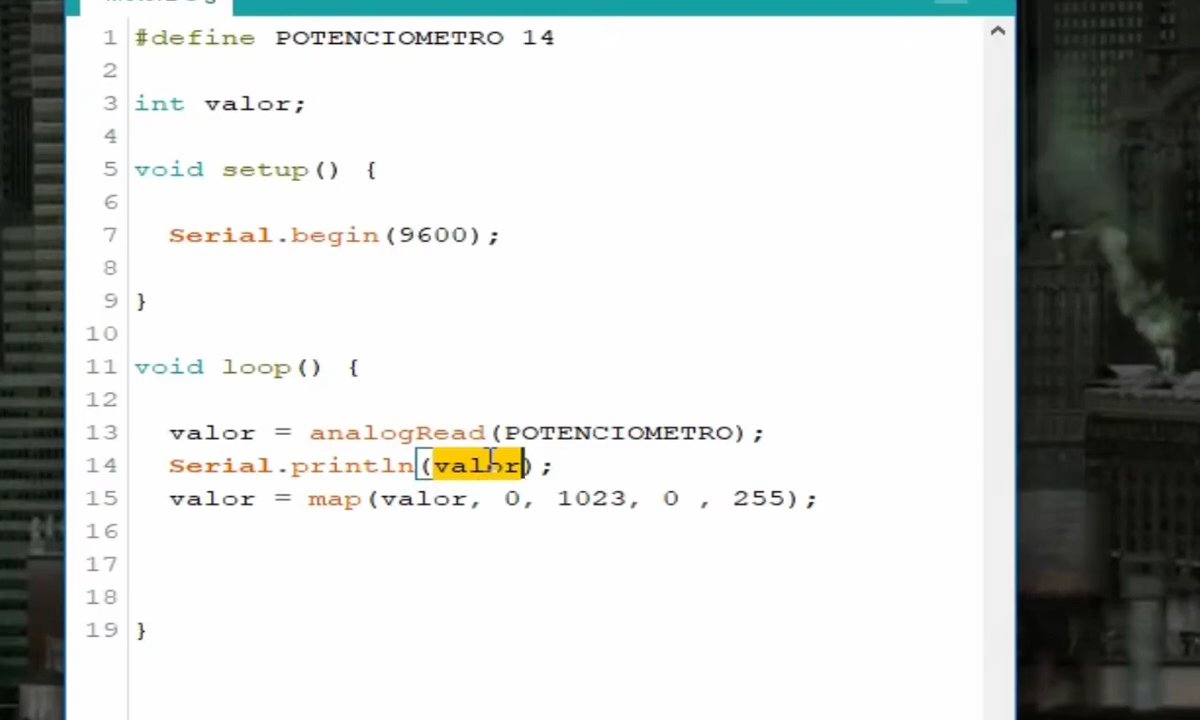 1 #define POTENCIOMETRO 14
2
3 int valor;
4
5 void setup() {
6
7 Serial.begin(9600);
8
9 }
10
11 void loop() {
12
13 valor = analogRead(POTENCIOMETRO);
14 Serial.println(valor);
15 valor = map(valor, 0, 1023, 0 , 255);
16
17
18
19 }